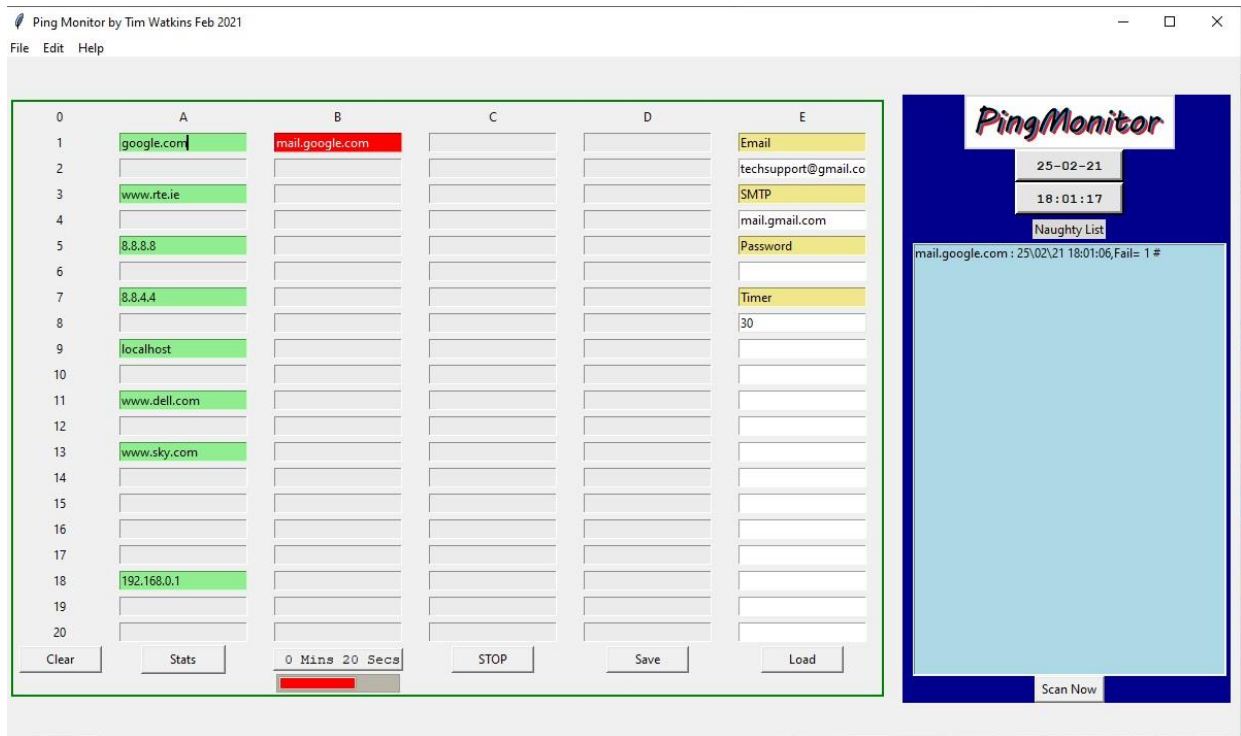 Ping Monitor by Tim Watkins Feb 2021
File Edit Help
0 A B C D E
1 google.com mail.google.com Email
2 techsupport@gmail.co
3 www.rte.ie SMTP
4 mail.gmail.com
5 8.8.8.8 Password
6
7 8.8.4.4 Timer
8 30
9 localhost
10
11 www.dell.com
12
13 www.sky.com
14
15
16
17
18 192.168.0.1
19
20
Clear Stats 0 Mins 20 Secs STOP Save Load
PingMonitor
25-02-21
18:01:17
Naughty List
mail.google.com : 25\02\21 18:01:06,Fail= 1 #
Scan Now